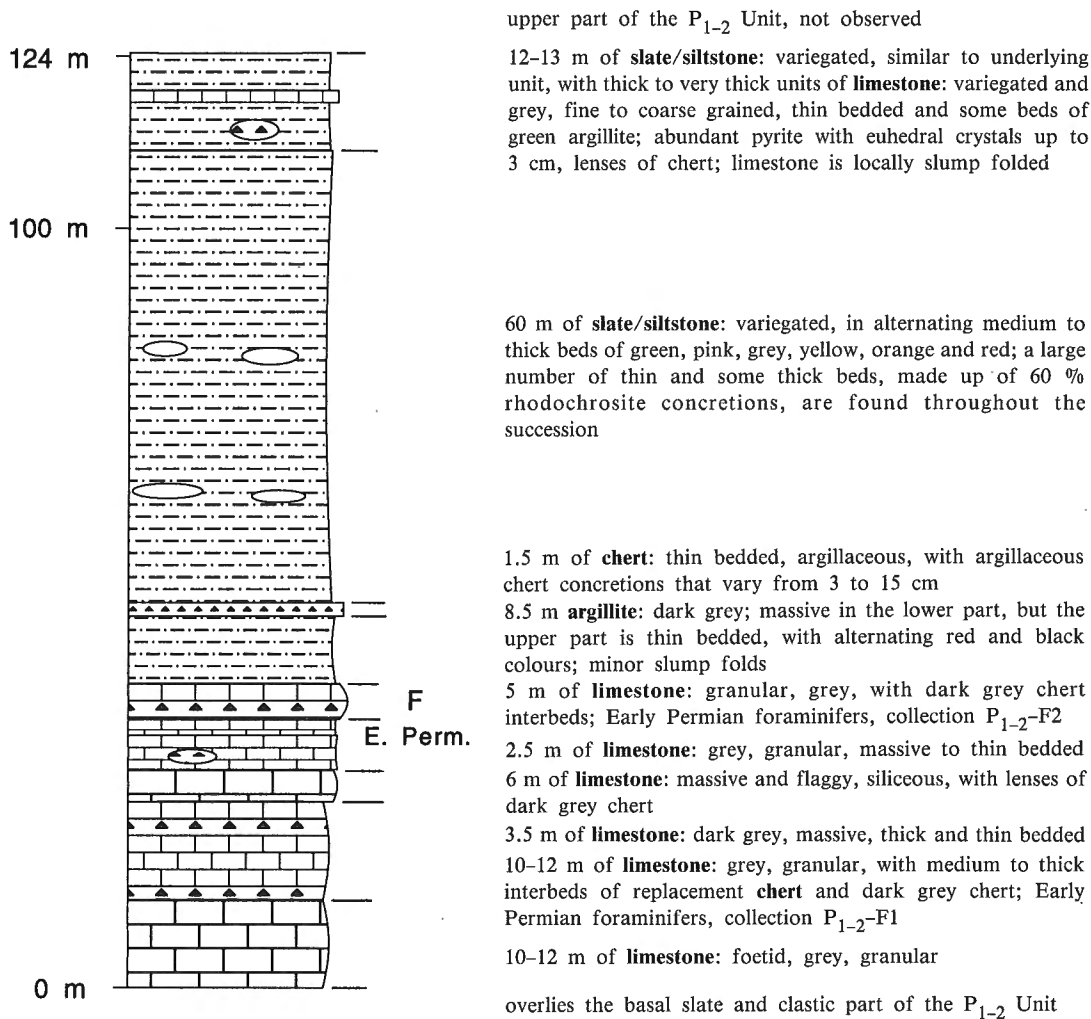 124 m
100 m
F
E. Perm.
0 m
upper part of the P1–2 Unit, not observed
12–13 m of slate/siltstone: variegated, similar to underlying
unit, with thick to very thick units of limestone: variegated and
grey, fine to coarse grained, thin bedded and some beds of
green argillite; abundant pyrite with euhedral crystals up to
3 cm, lenses of chert; limestone is locally slump folded
60 m of slate/siltstone: variegated, in alternating medium to
thick beds of green, pink, grey, yellow, orange and red; a large
number of thin and some thick beds, made up of 60 %
rhodochrosite concretions, are found throughout the
succession
1.5 m of chert: thin bedded, argillaceous, with argillaceous
chert concretions that vary from 3 to 15 cm
8.5 m argillite: dark grey; massive in the lower part, but the
upper part is thin bedded, with alternating red and black
colours; minor slump folds
5 m of limestone: granular, grey, with dark grey chert
interbeds; Early Permian foraminifers, collection P1–2–F2
2.5 m of limestone: grey, granular, massive to thin bedded
6 m of limestone: massive and flaggy, siliceous, with lenses of
dark grey chert
3.5 m of limestone: dark grey, massive, thick and thin bedded
10–12 m of limestone: grey, granular, with medium to thick
interbeds of replacement chert and dark grey chert; Early
Permian foraminifers, collection P1–2–F1
10–12 m of limestone: foetid, grey, granular
overlies the basal slate and clastic part of the P1–2 Unit